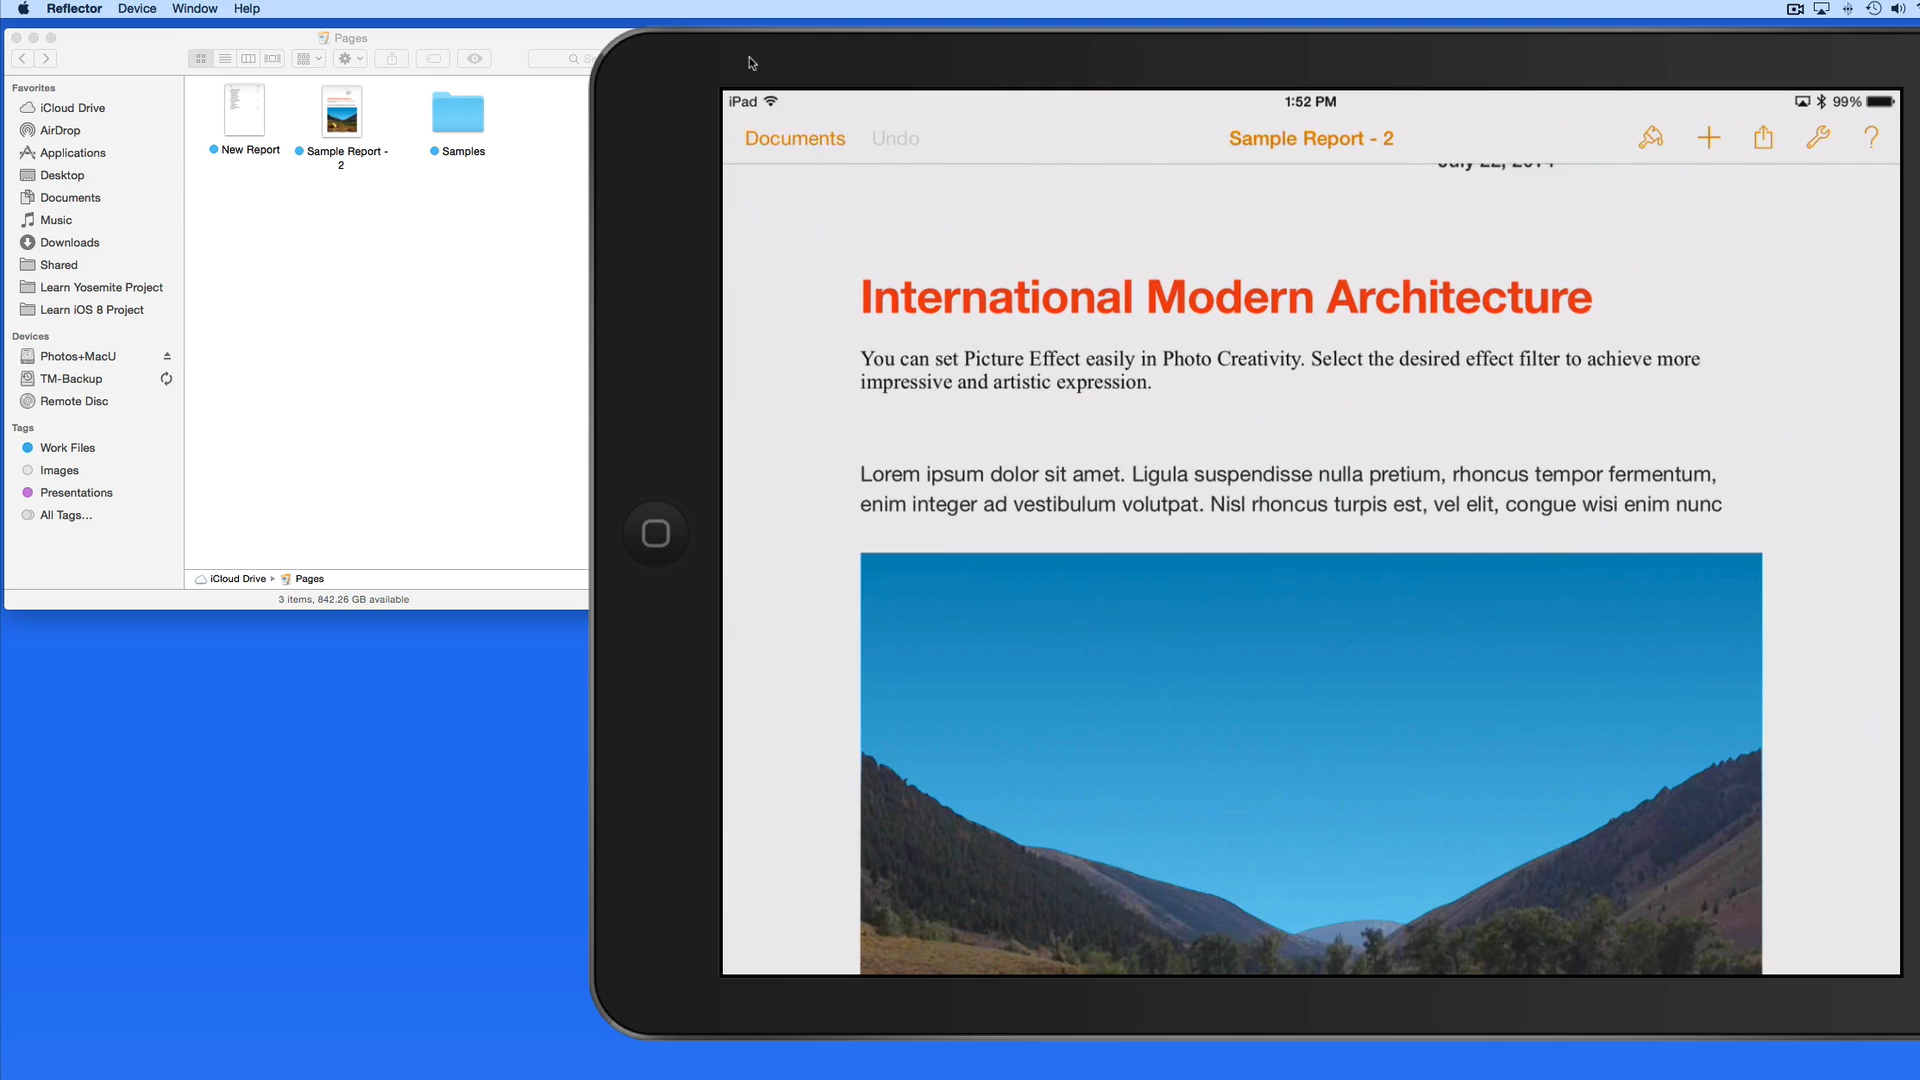 Reflector Device Window Help
Pages
Favorites
iCloud Drive
AirDrop
Applications
Desktop
Documents
Music
Downloads
Shared
Learn Yosemite Project
Learn iOS 8 Project
Devices
Photos+MacU
TM-Backup
Remote Disc
Tags
Work Files
Images
Presentations
All Tags...
New Report
Sample Report -
2
Samples
iCloud Drive Pages
3 items, 842.26 GB available
iPad 1:52 PM 99%
Documents Undo Sample Report - 2 ?
July 22, 2014
International Modern Architecture
You can set Picture Effect easily in Photo Creativity. Select the desired effect filter to achieve more
impressive and artistic expression.
Lorem ipsum dolor sit amet. Ligula suspendisse nulla pretium, rhoncus tempor fermentum,
enim integer ad vestibulum volutpat. Nisl rhoncus turpis est, vel elit, congue wisi enim nunc